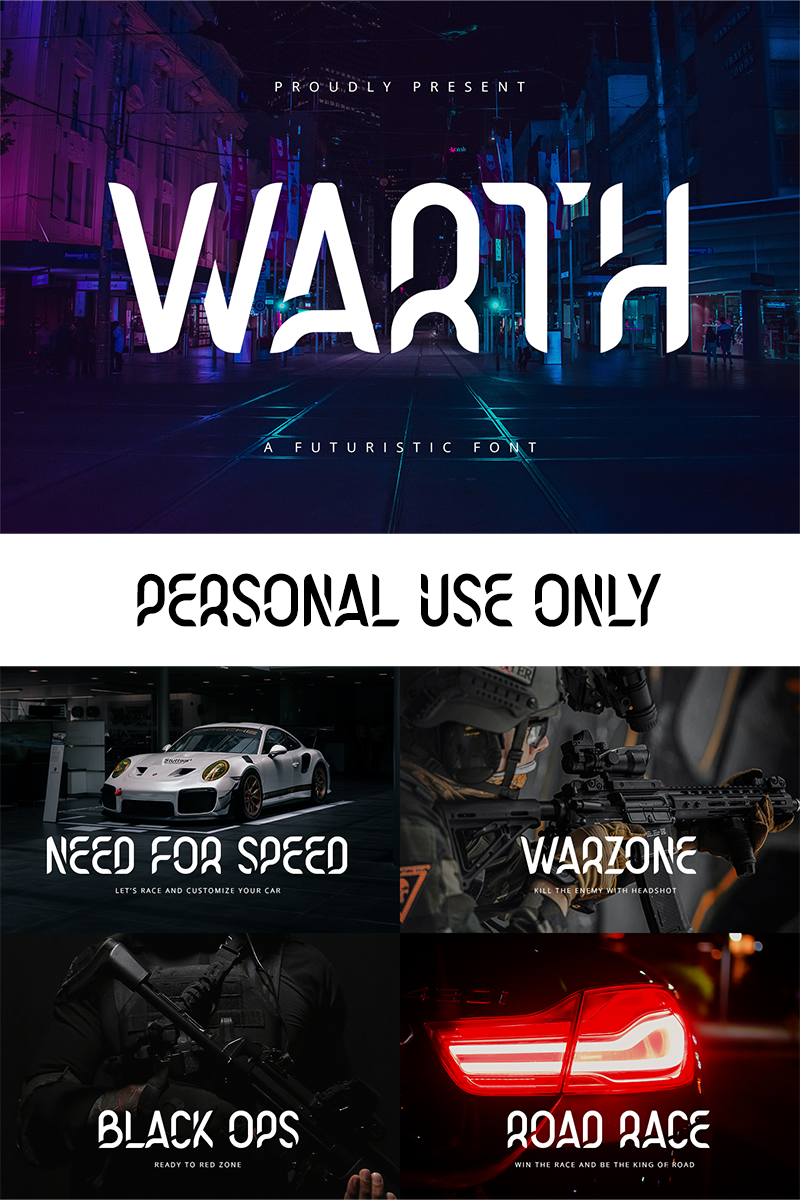 PROUDLY PRESENT
WARTH
A FUTURISTIC FONT
PERSONAL USE ONLY
PORSCHE
NEED FOR SPEED
LET'S RACE AND CUSTOMIZE YOUR CAR
WARZONE
KILL THE ENEMY WITH HEADSHOT
BLACK OPS
READY TO RED ZONE
ROAD RACE
WIN THE RACE AND BE THE KING OF ROAD